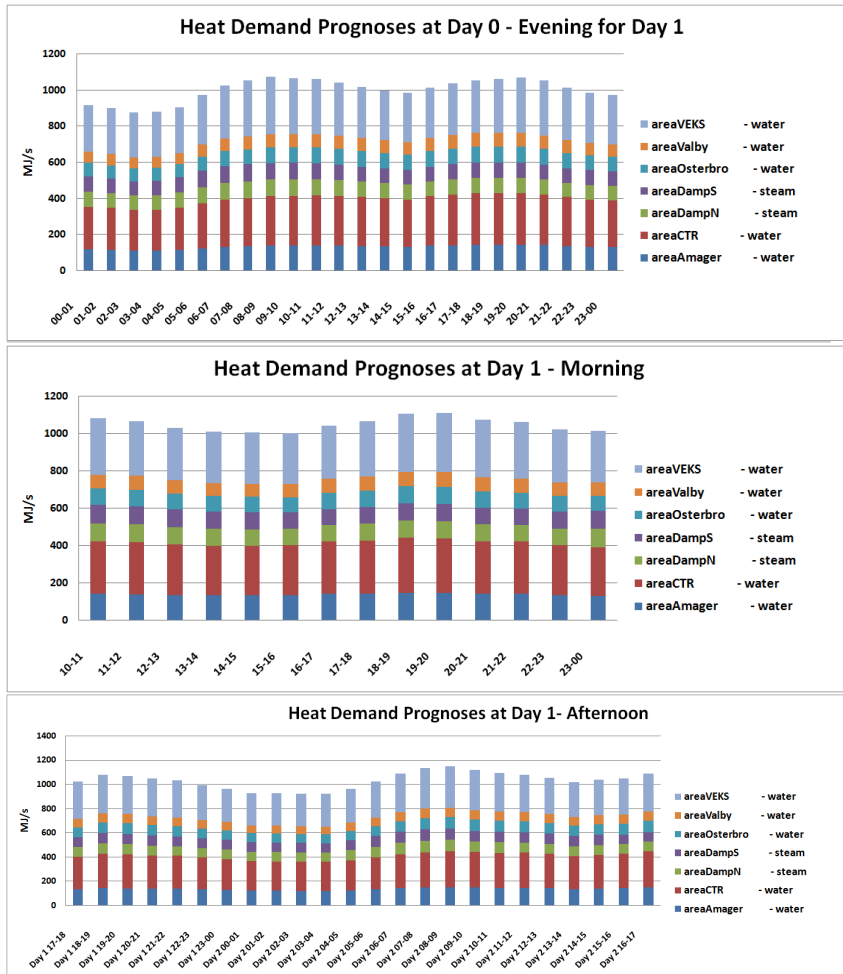 Heat Demand Prognoses at Day 0 - Evening for Day 1
1200
1000
800
600
400
200
0
MJ/s
00-01
01-02
02-03
03-04
04-05
05-06
06-07
07-08
09-10
10-11
11-12
12-13
13-14
14-15
15-16
16-17
17-18
18-19
19-20
20-21
21-22
22-23
23-00
areaVEKS - water
areaValby - water
areaOsterbro - water
areaDampS - steam
areaDampN - steam
areaCTR - water
areaAmager - water
Heat Demand Prognoses at Day 1 - Morning
1200
1000
800
600
400
200
0
MJ/s
10-11
11-12
12-13
13-14
14-15
15-16
16-17
17-18
18-19
19-20
20-21
21-22
22-23
23-00
areaVEKS - water
areaValby - water
areaOsterbro - water
areaDampS - steam
areaDampN - steam
areaCTR - water
areaAmager - water
Heat Demand Prognoses at Day 1- Afternoon
1400
1200
1000
800
600
400
200
0
MJ/s
Day 1 17-18
Day 1 18-19
Day 1 19-20
Day 1 20-21
Day 1 21-22
Day 1 22-23
Day 1 23-00
Day 2 00-01
Day 2 01-02
Day 2 02-03
Day 2 03-04
Day 2 04-05
Day 2 05-06
Day 2 06-07
Day 2 07-08
Day 2 08-09
Day 2 09-10
Day 2 10-11
Day 2 11-12
Day 2 12-13
Day 2 13-14
Day 2 14-15
Day 2 15-16
Day 2 16-17
areaVEKS - water
areaValby - water
areaOsterbro - water
areaDampS - steam
areaDampN - steam
areaCTR - water
areaAmager - water